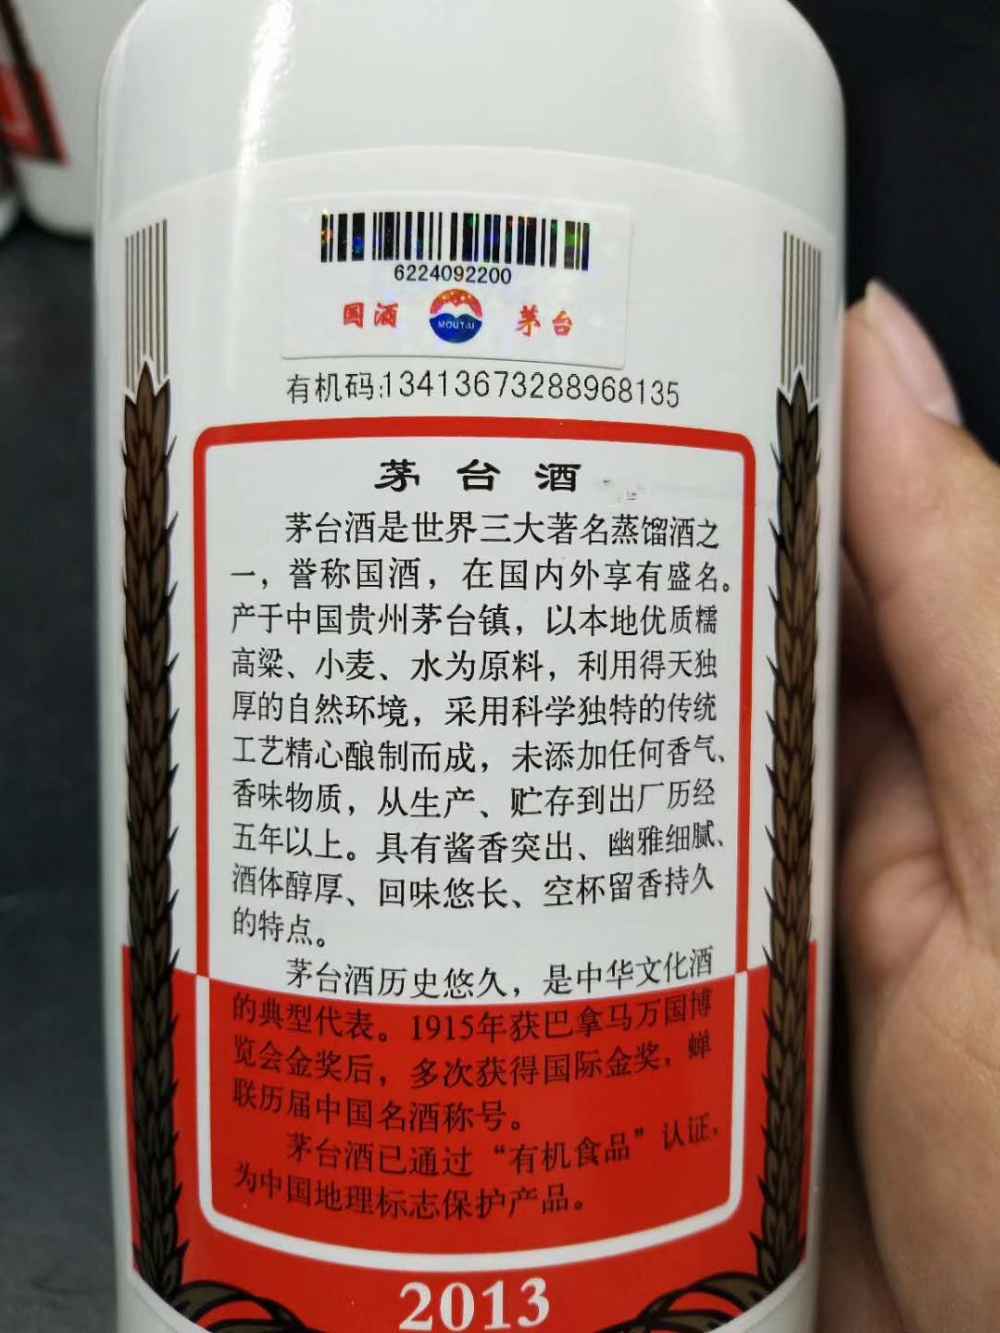 6224092200
国酒 MOUTAI 茅台
有机码:13413673288968135
茅台酒
茅台酒是世界三大著名蒸馏酒之
一，誉称国酒，在国内外享有盛名。
产于中国贵州茅台镇，以本地优质糯
高粱、小麦、水为原料，利用得天独
厚的自然环境，采用科学独特的传统
工艺精心酿制而成，未添加任何香气、
香味物质，从生产、贮存到出厂历经
五年以上。具有酱香突出、幽雅细腻、
酒体醇厚、回味悠长、空杯留香持久
的特点。
茅台酒历史悠久，是中华文化酒
的典型代表。1915年获巴拿马万国博
览会金奖后，多次获得国际金奖，蝉
联历届中国名酒称号。
茅台酒已通过“有机食品”认证，
为中国地理标志保护产品。
2013